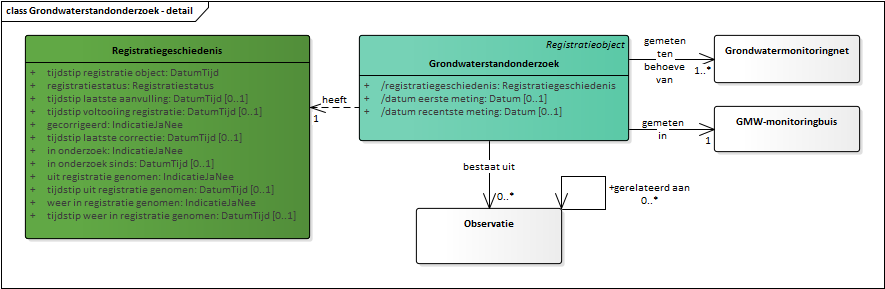 class Grondwaterstandonderzoek - detail
Registratiegeschiedenis
+ tijdstip registratie object: DatumTijd
+ registratiestatus: Registratiestatus
+ tijdstip laatste aanvulling: DatumTijd [0..1]
+ tijdstip voltooiing registratie: DatumTijd [0..1]
+ gecorrigeerd: IndicatieJaNee
+ tijdstip laatste correctie: DatumTijd [0..1]
+ in onderzoek: IndicatieJaNee
+ in onderzoek sinds: DatumTijd [0..1]
+ uit registratie genomen: IndicatieJaNee
+ tijdstip uit registratie genomen: DatumTijd [0..1]
+ weer in registratie genomen: IndicatieJaNee
+ tijdstip weer in registratie genomen: DatumTijd [0..1]
heeft
1
Registratieobject
Grondwaterstandonderzoek
+ /registratiegeschiedenis: Registratiegeschiedenis
+ /datum eerste meting: Datum [0..1]
+ /datum recentste meting: Datum [0..1]
gemeten
ten
behoeve
van
1..*
Grondwatermonitoringnet
gemeten
in
1
GMW-monitoringbuis
bestaat uit
0..*
Observatie
+gerelateerd aan
0..*